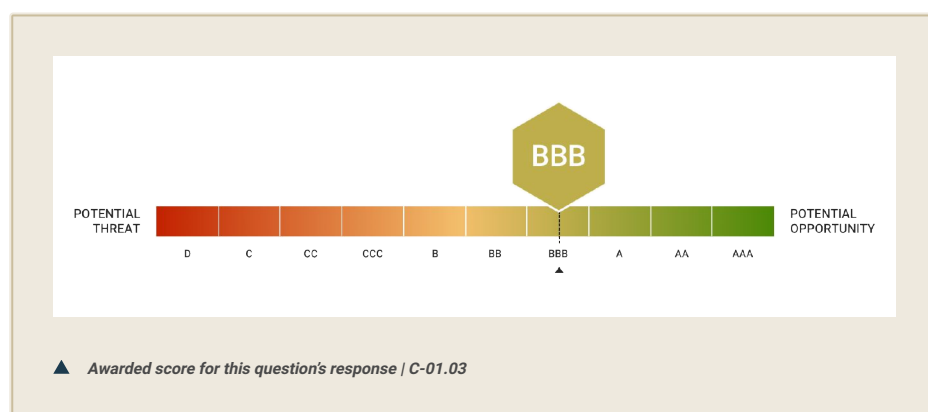 BBB
POTENTIAL
THREAT
POTENTIAL
OPPORTUNITY
D C CC CCC B BB BBB A AA AAA
Awarded score for this question's response | C-01.03